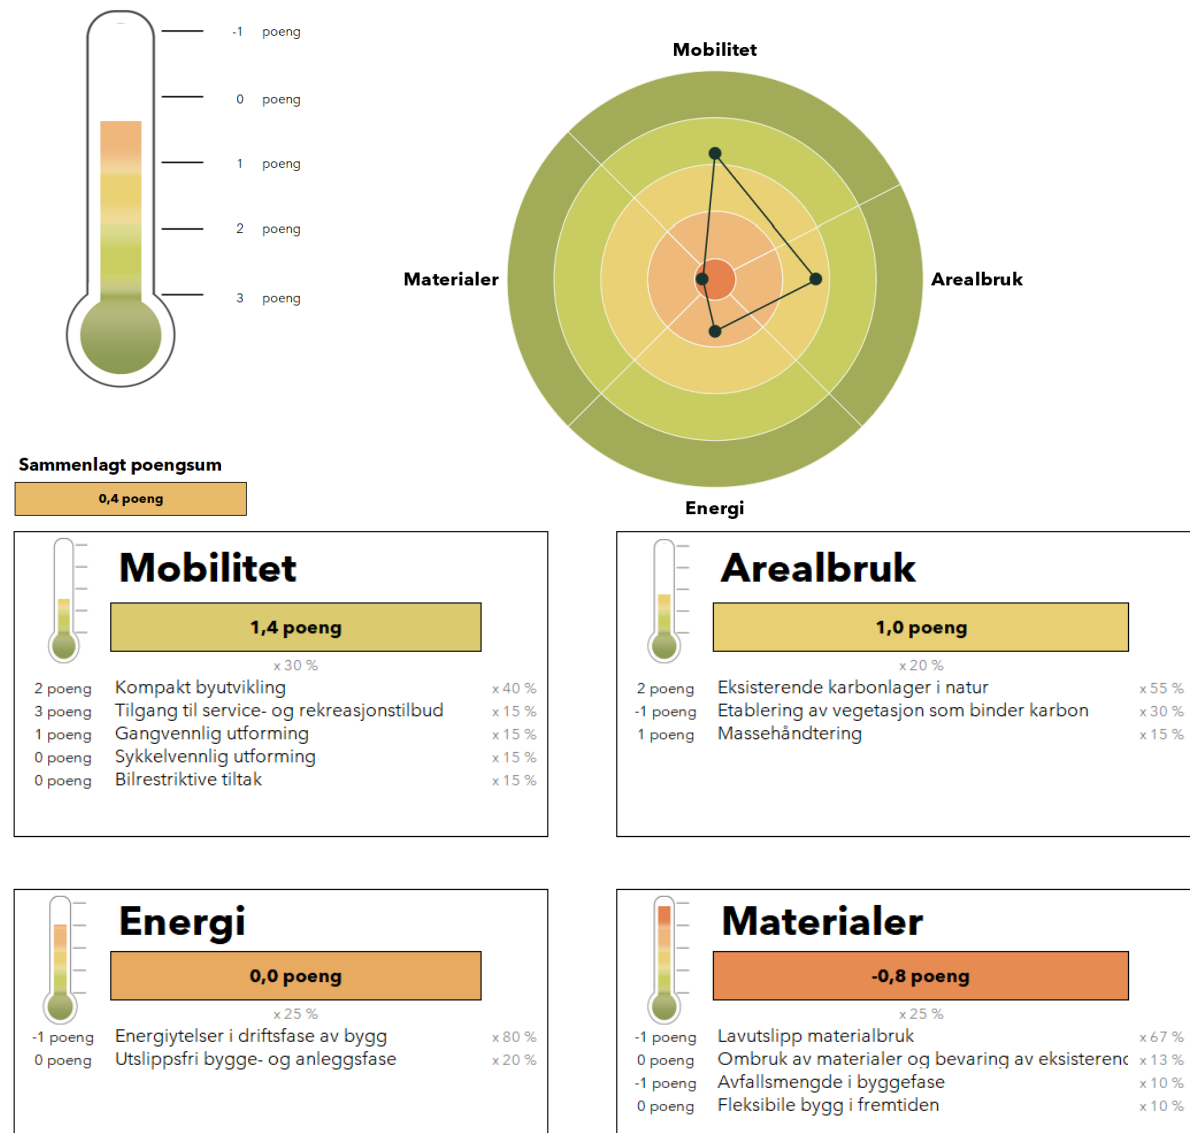 -1 poeng
0 poeng
1 poeng
2 poeng
3 poeng
Mobilitet
Materialer
Arealbruk
Energi
Sammenlagt poengsum
0,4 poeng
Mobilitet
1,4 poeng
x 30 %
2 poeng Kompakt byutvikling x 40 %
3 poeng Tilgang til service- og rekreasjonstilbud x 15 %
1 poeng Gangvennlig utforming x 15 %
0 poeng Sykkelvennlig utforming x 15 %
0 poeng Bilrestriktive tiltak x 15 %
Arealbruk
1,0 poeng
x 20 %
2 poeng Eksisterende karbonlager i natur x 55 %
-1 poeng Etablering av vegetasjon som binder karbon x 30 %
1 poeng Massehåndtering x 15 %
Energi
0,0 poeng
x 25 %
-1 poeng Energiytelser i driftsfase av bygg x 80 %
0 poeng Utslippsfri bygge- og anleggsfase x 20 %
Materialer
-0,8 poeng
x 25 %
-1 poeng Lavutslipp materialbruk x 67 %
0 poeng Ombruk av materialer og bevaring av x 13 %
-1 poeng Avfallsmengde i byggefase x 10 %
0 poeng Fleksibile bygg i fremtiden x 10 %